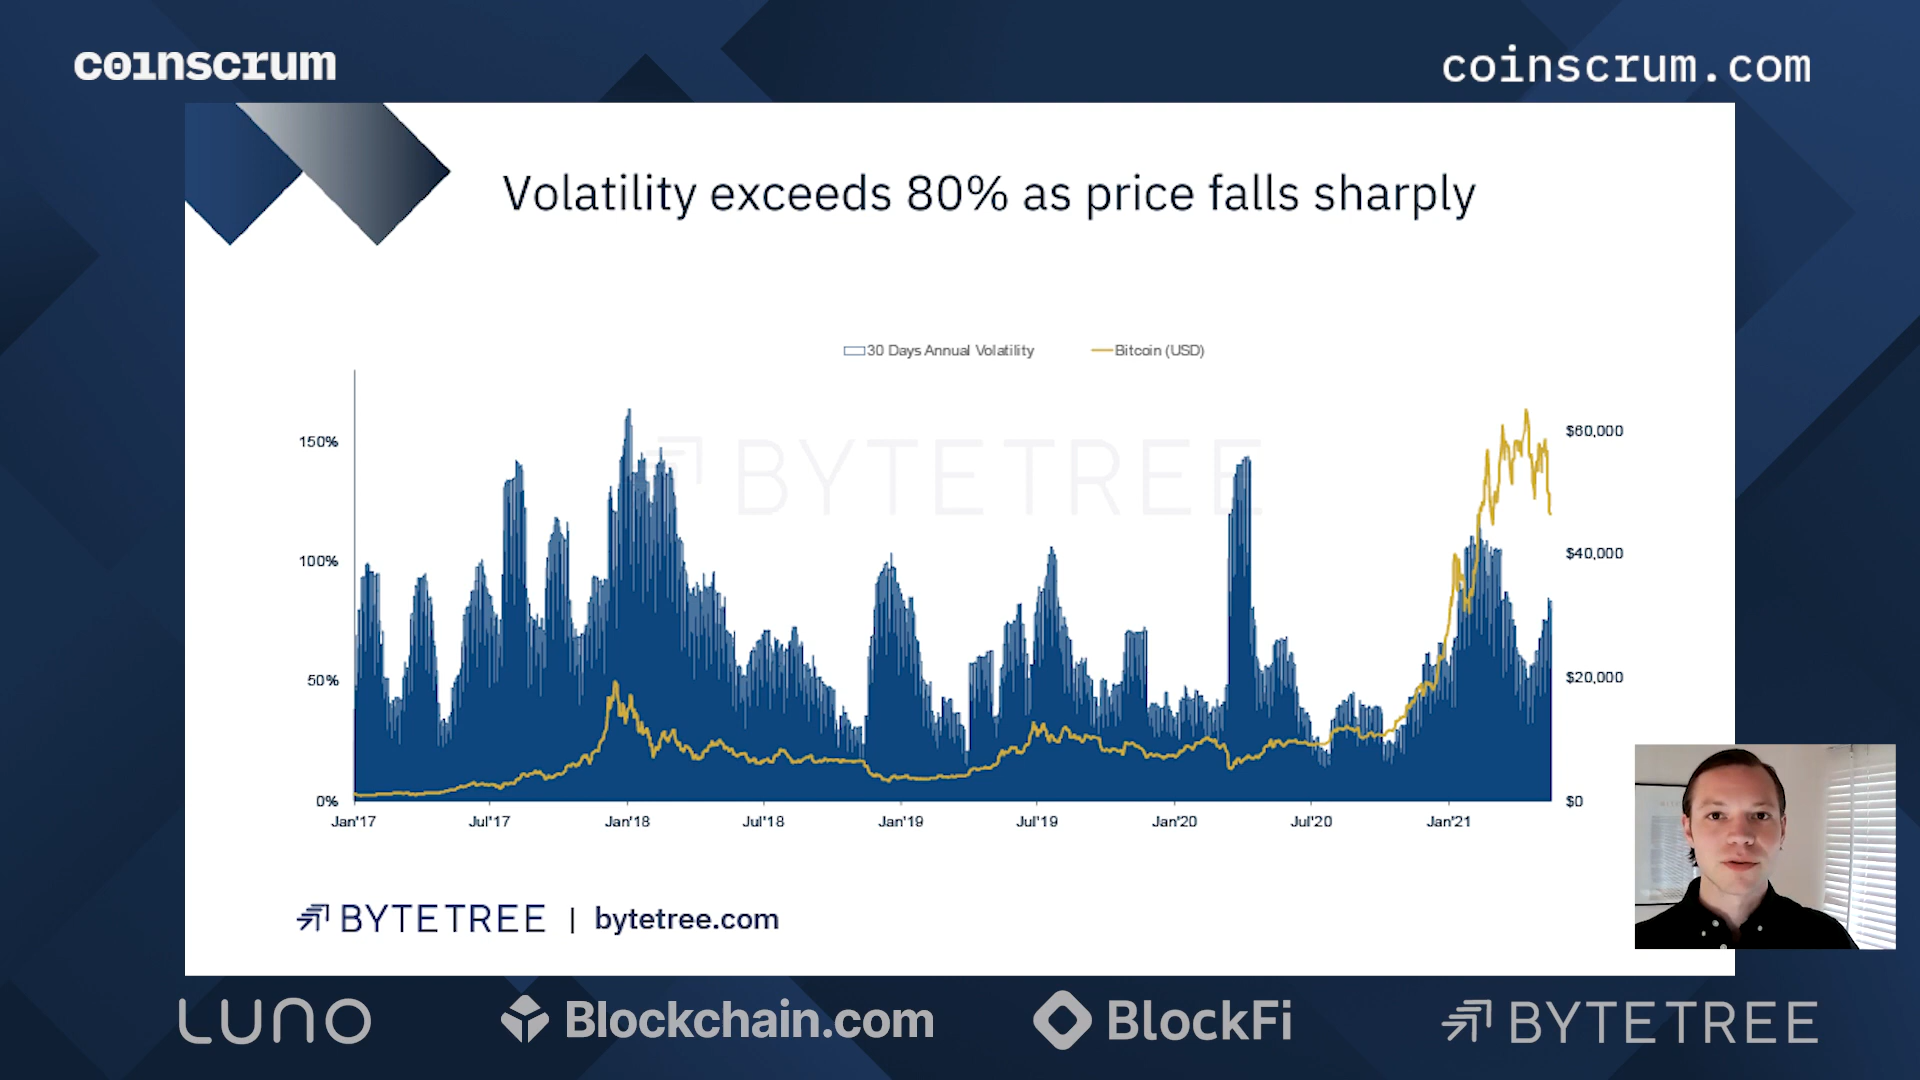 coinscrum
coinscrum.com
Volatility exceeds 80% as price falls sharply
30 Days Annual Volatility
Bitcoin (USD)
BYTETREE
150%
100%
50%
0%
$60,000
$40,000
$20,000
$0
Jan'17 Jul'17 Jan'18 Jul'18 Jan'19 Jul'19 Jan'20 Jul'20 Jan'21
BYTETREE | bytetree.com
LUNO Blockchain.com BlockFi BYTETREE